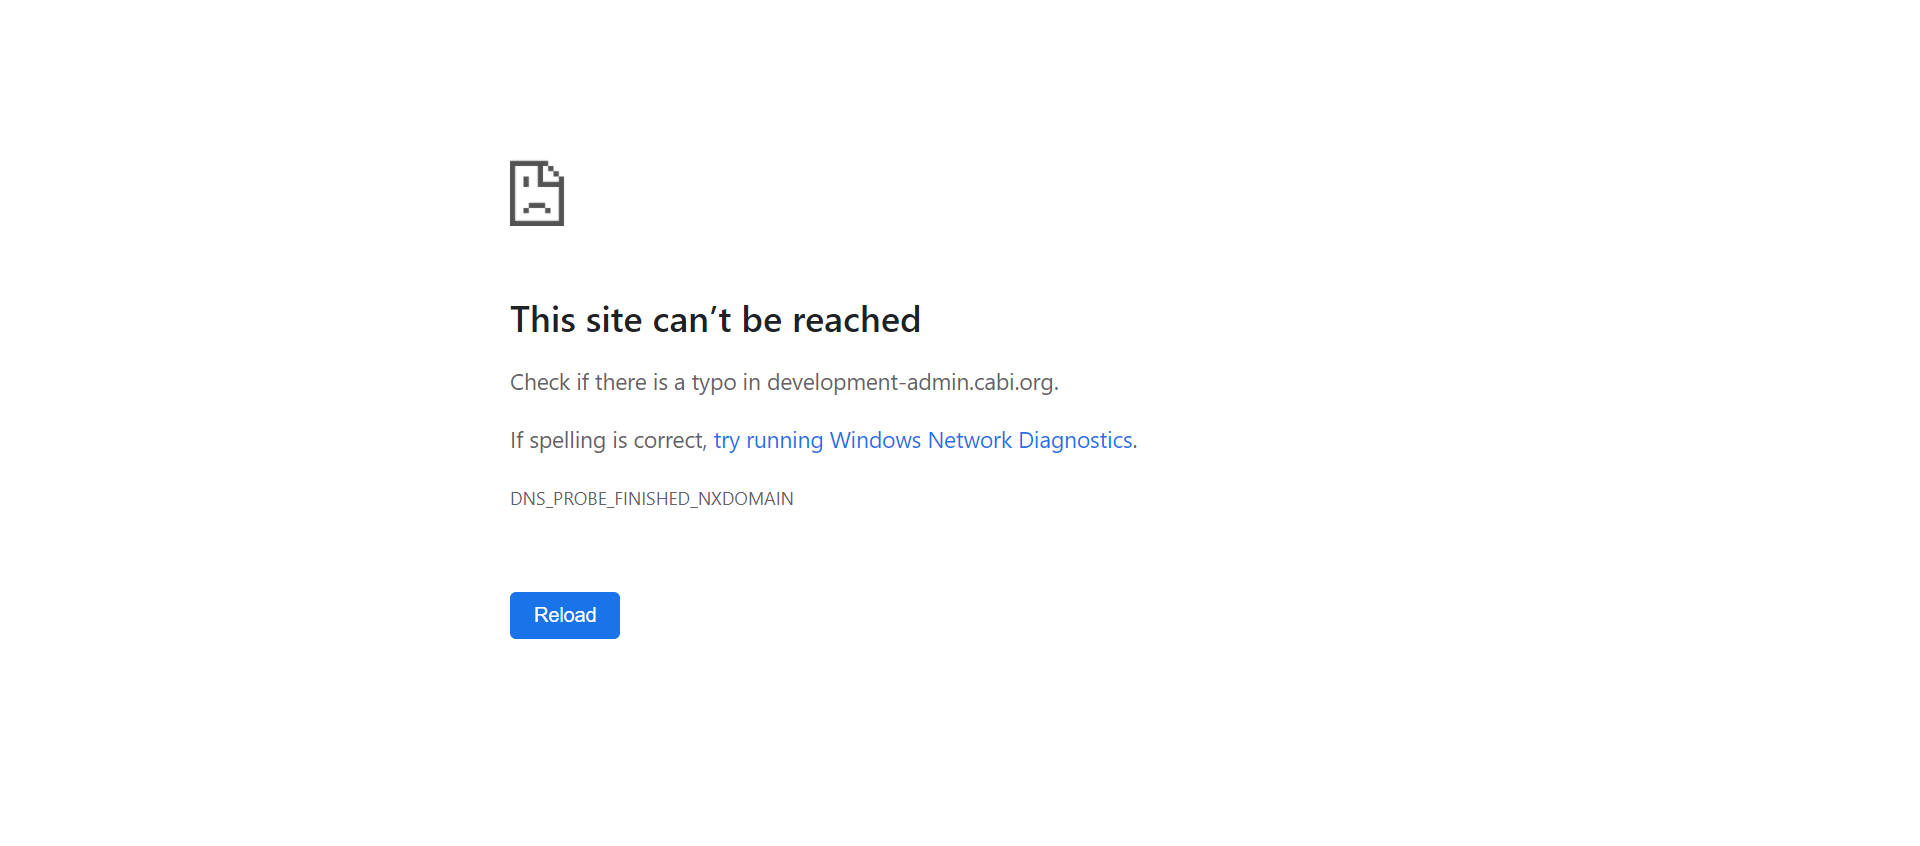 This site can’t be reached
Check if there is a typo in development-admin.cabi.org.
If spelling is correct, try running Windows Network Diagnostics.
DNS_PROBE_FINISHED_NXDOMAIN
Reload